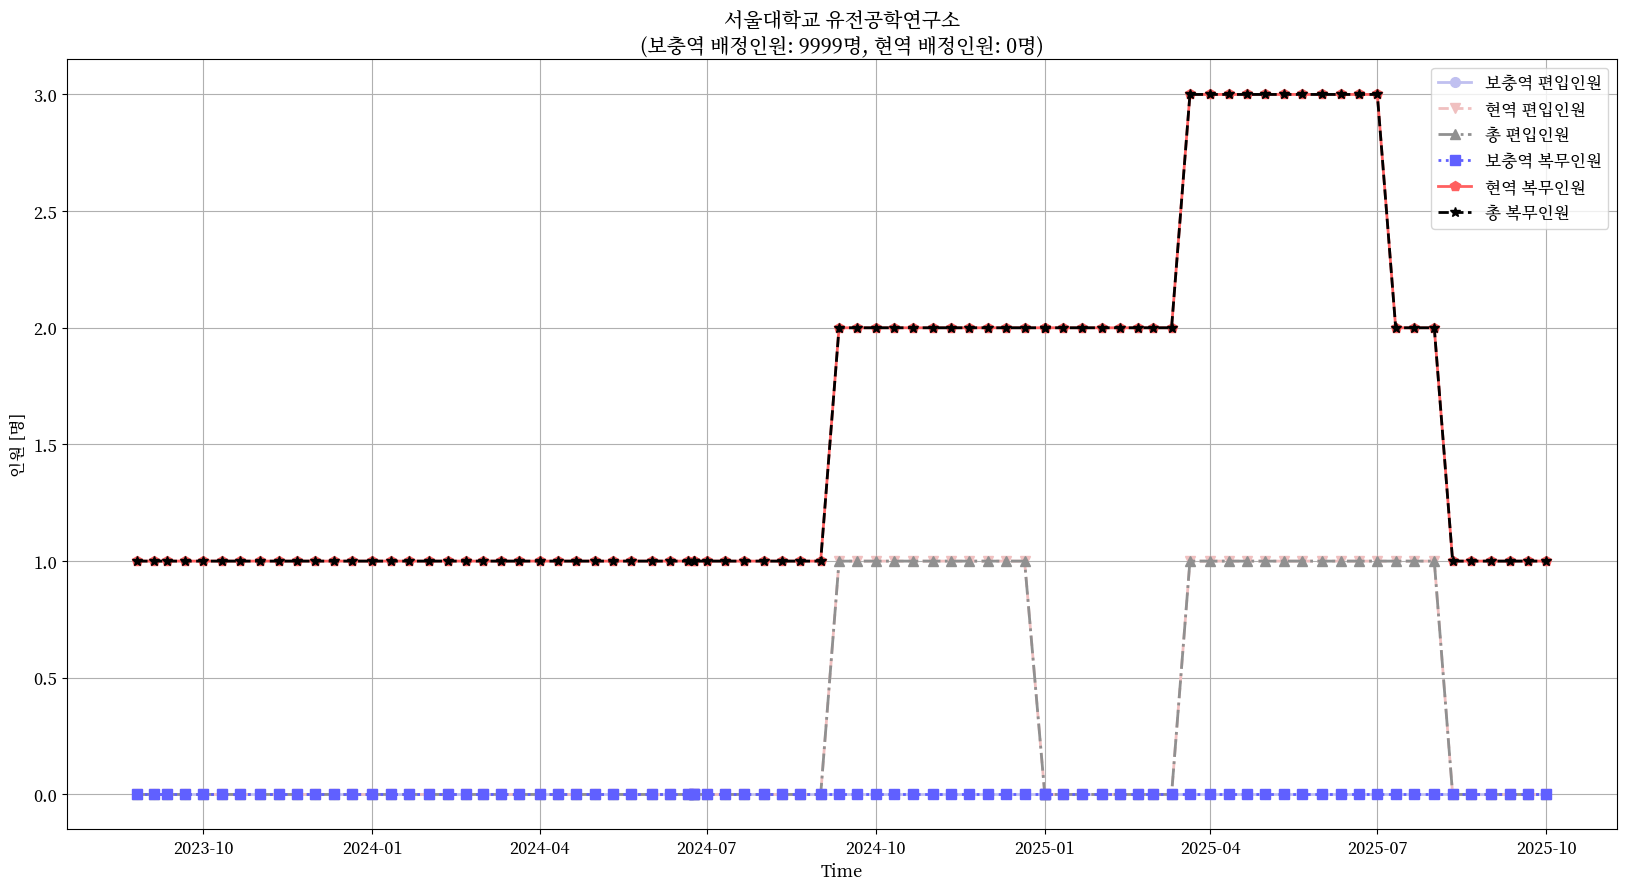 서울대학교 유전공학연구소
(보충역 배정인원: 9999명, 현역 배정인원: 0명)
보충역 편입인원
현역 편입인원
총 편입인원
보충역 복무인원
현역 복무인원
총 복무인원
인원 [명]
3.0
2.5
2.0
1.5
1.0
0.5
0.0
2023-10
2024-01
2024-04
2024-07
2024-10
2025-01
2025-04
2025-07
2025-10
Time